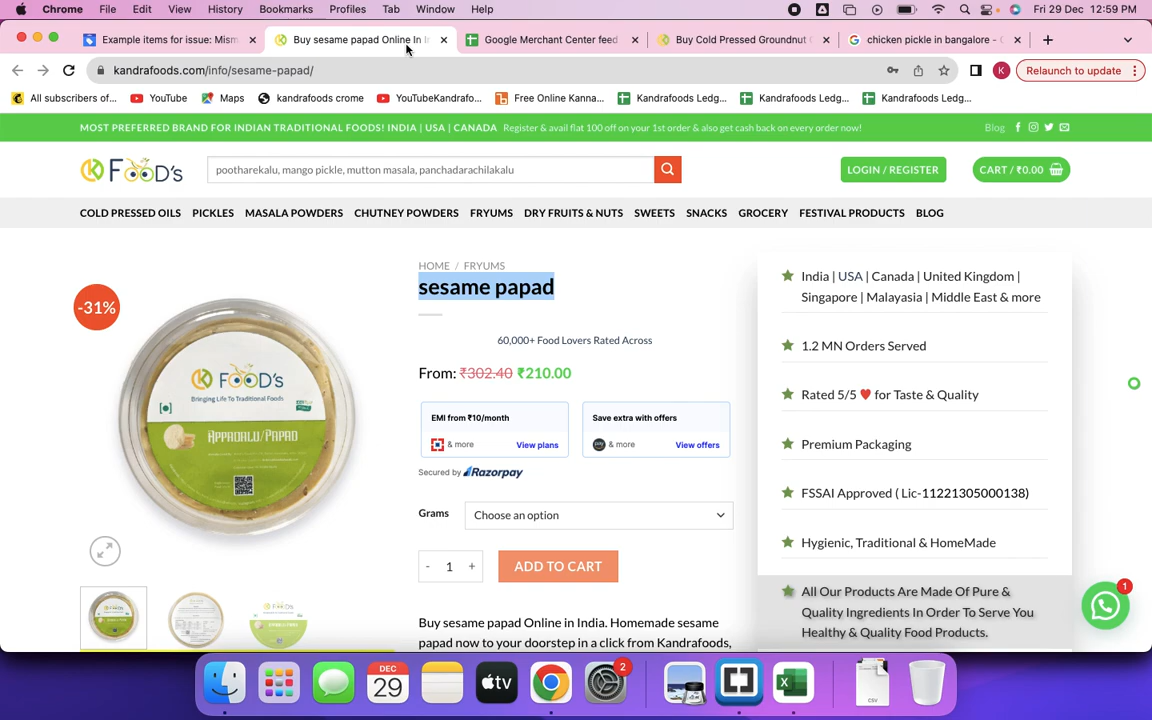 Chrome File Edit View History Bookmarks Profiles Tab Window Help Fri 29 Dec 12:59 PM
Example items for issue: Mism
Buy sesame papad Online In In
Google Merchant Center feed
Buy Cold Pressed Groundnut
chicken pickle in bangalore -
kandrafoods.com/info/sesame-papad/
K
Relaunch to update
All subscribers of... YouTube Maps kandrafoods crome YouTubeKandrafo... Free Online Kanna... Kandrafoods Ledg... Kandrafoods Ledg... Kandrafoods Ledg...
MOST PREFERRED BRAND FOR INDIAN TRADITIONAL FOODS! INDIA | USA | CANADA Register & avail flat 100 off on your 1st order & also get cash back on every order now!
Blog
K FOOD'S
pootharekalu, mango pickle, mutton masala, panchadarachilakalu
LOGIN / REGISTER
CART / ₹0.00
COLD PRESSED OILS PICKLES MASALA POWDERS CHUTNEY POWDERS FRYUMS DRY FRUITS & NUTS SWEETS SNACKS GROCERY FESTIVAL PRODUCTS BLOG
-31%
K FOOD'S
Bringing Life To Traditional Foods
APPADALU/PAPAD
HOME / FRYUMS
sesame papad
60,000+ Food Lovers Rated Across
From: ₹302.40 ₹210.00
EMI from ₹10/month
& more View plans
Save extra with offers
& more View offers
Secured by Razorpay
Grams
Choose an option
- 1 +
ADD TO CART
Buy sesame papad Online in India. Homemade sesame
papad now to your doorstep in a click from Kandrafoods,
India | USA | Canada | United Kingdom |
Singapore | Malayasia | Middle East & more
1.2 MN Orders Served
Rated 5/5 ♥ for Taste & Quality
Premium Packaging
FSSAI Approved ( Lic-11221305000138)
Hygienic, Traditional & HomeMade
All Our Products Are Made Of Pure &
Quality Ingredients In Order To Serve You
Healthy & Quality Food Products.
1
DEC
29
tv
2
X
CSV